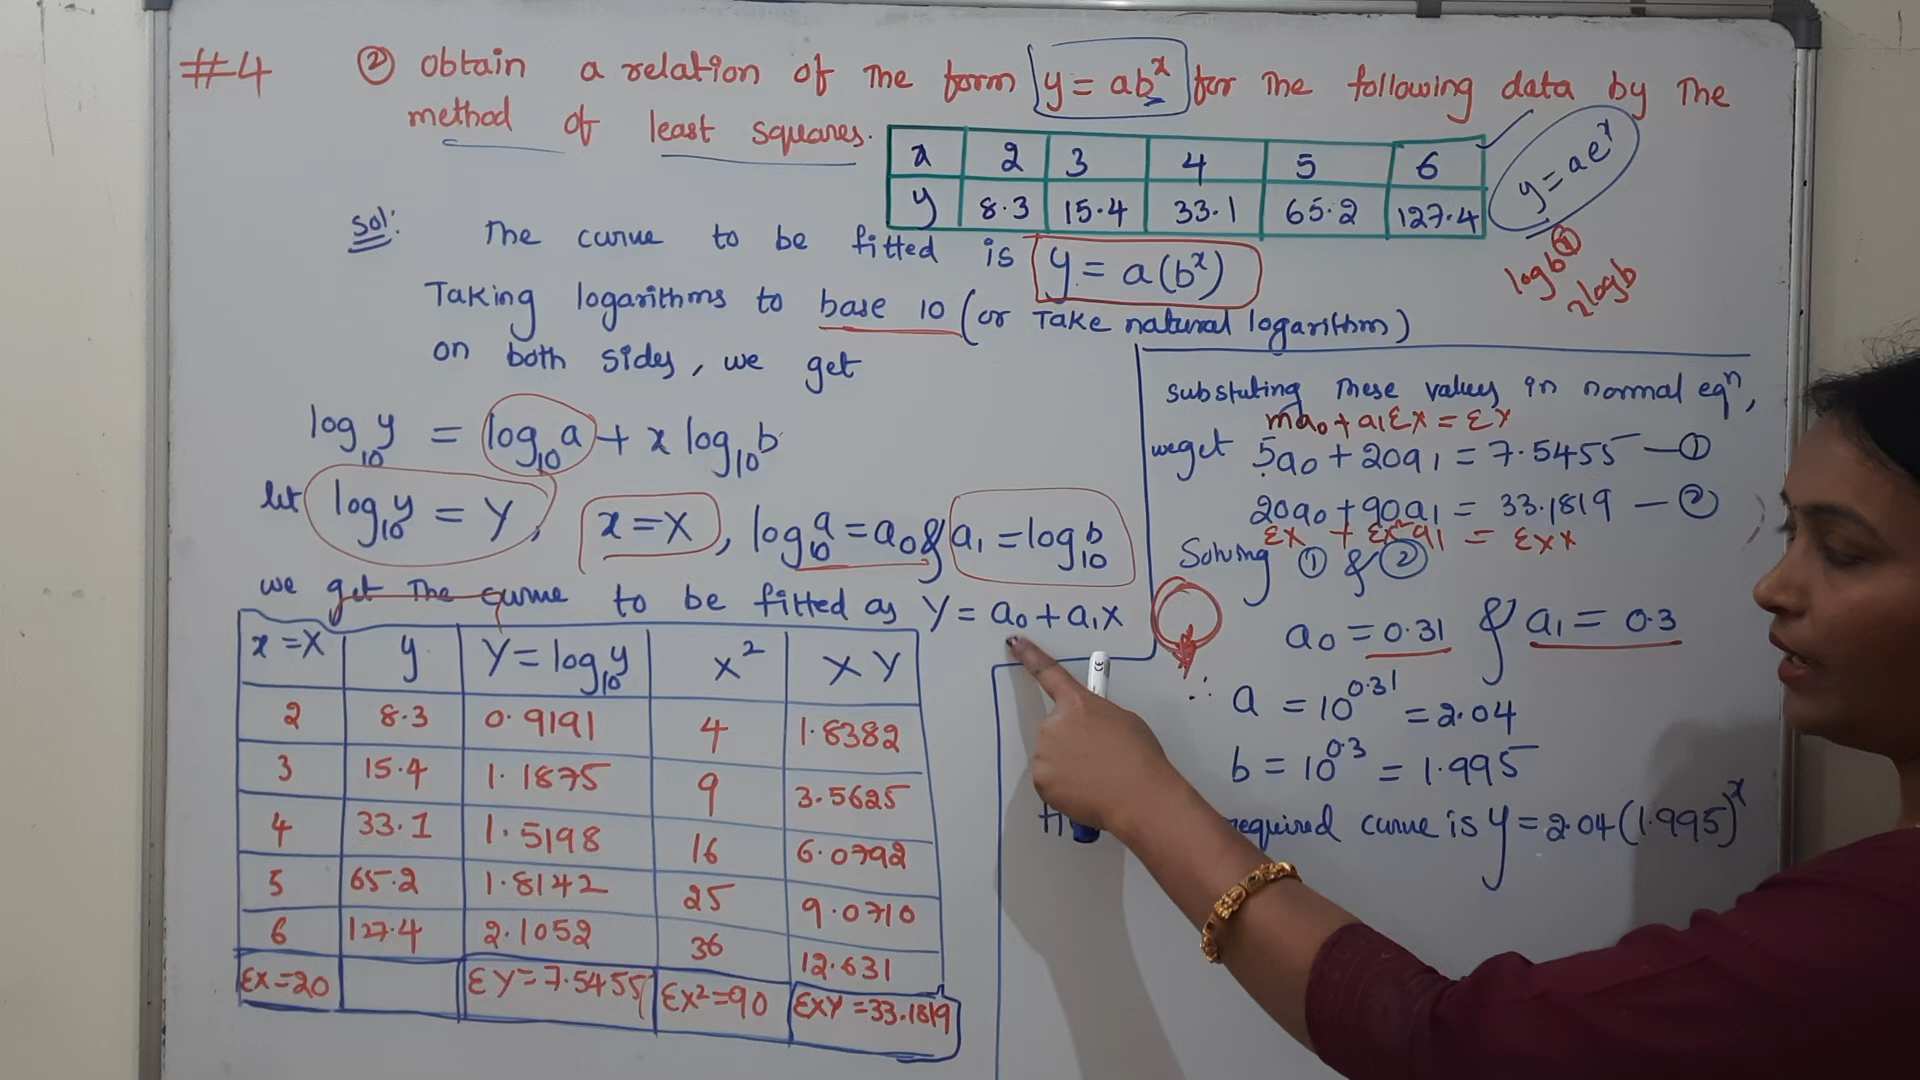 #4 ② obtain a relation of the form y = ab^x for the following data by the
method of least squares.
x 2 3 4 5 6
y 8.3 15.4 33.1 65.2 127.4
y = ae^x
log b^x
x log b
Sol: The curve to be fitted is y = a(b^x)
Taking logarithms to base 10 (or Take natural logarithm)
on both sides, we get
log₁₀ y = log₁₀ a + x log₁₀ b
let log₁₀ y = Y, x = X, log₁₀ a = a₀ & a₁ = log₁₀ b
we get the curve to be fitted as Y = a₀ + a₁X
x = X y Y = log₁₀ y X² XY
2 8.3 0.9191 4 1.8382
3 15.4 1.1875 9 3.5625
4 33.1 1.5198 16 6.0792
5 65.2 1.8142 25 9.0710
6 127.4 2.1052 36 12.631
ΣX = 20 ΣY = 7.5455 ΣX² = 90 ΣXY = 33.1819
substuting These values in normal eqn,
ma₀ + a₁ΣX = ΣY
we get 5a₀ + 20a₁ = 7.5455 — ①
20a₀ + 90a₁ = 33.1819 — ②
ΣX + ΣX²a₁ = ΣXY
Solving ① & ②
a₀ = 0.31 & a₁ = 0.3
∴ a = 10^0.31 = 2.04
b = 10^0.3 = 1.995
required curve is y = 2.04(1.995)^x